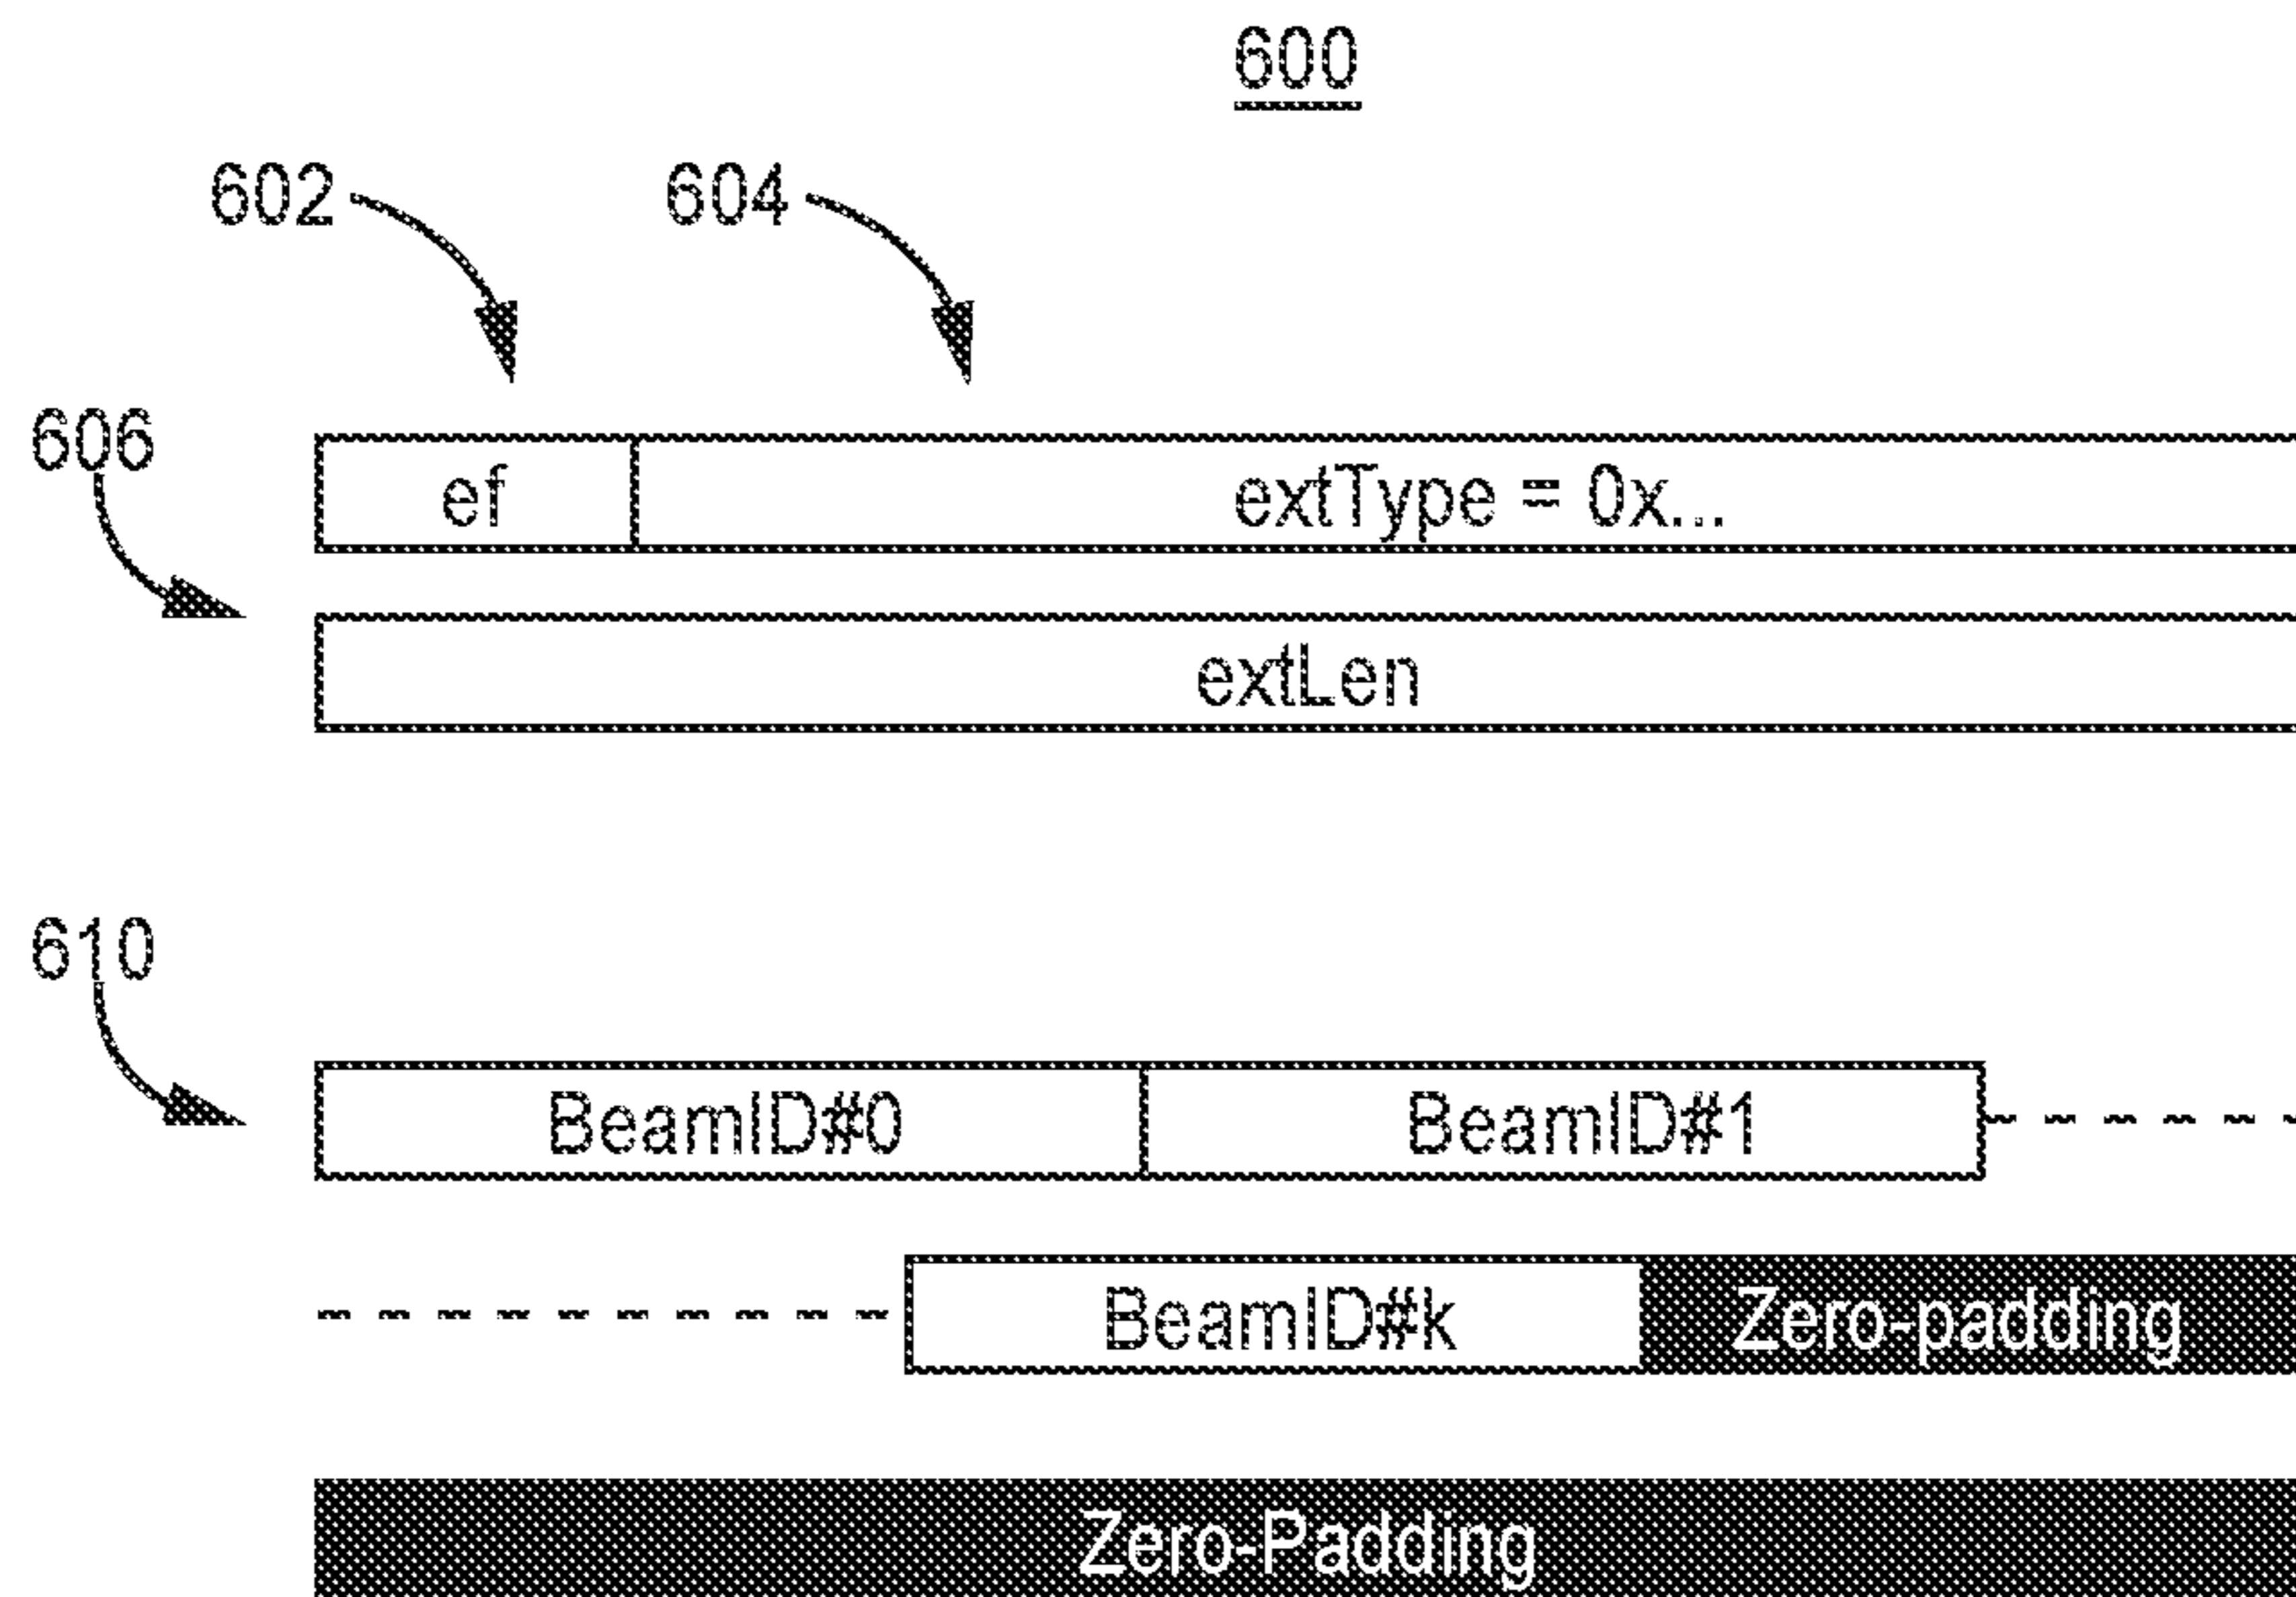 600
602 604
606
ef extType = 0x...
extLen
610
BeamID#0 BeamID#1
BeamID#k Zero-padding
Zero-Padding